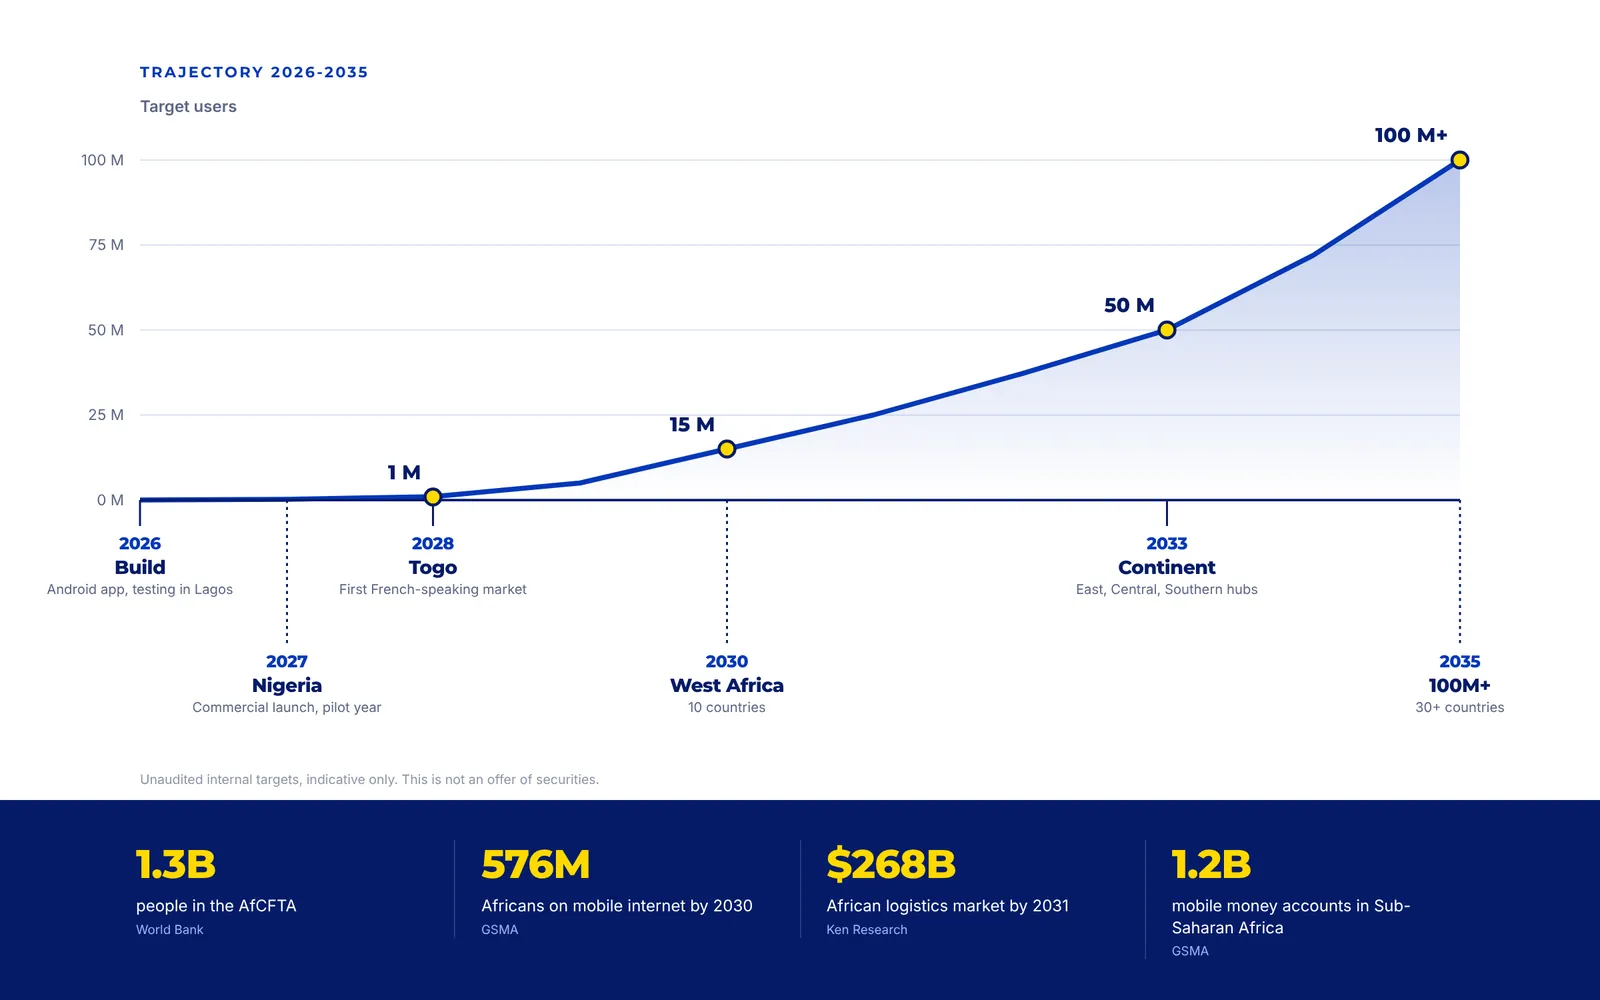 TRAJECTORY 2026-2035
Target users
100 M+
100 M
75 M
50 M
50 M
25 M
15 M
1 M
0 M
2026
Build
Android app, testing in Lagos
2028
Togo
First French-speaking market
2033
Continent
East, Central, Southern hubs
2027
Nigeria
Commercial launch, pilot year
2030
West Africa
10 countries
2035
100M+
30+ countries
Unaudited internal targets, indicative only. This is not an offer of securities.
1.3B
people in the AfCFTA
World Bank
576M
Africans on mobile internet by 2030
GSMA
$268B
African logistics market by 2031
Ken Research
1.2B
mobile money accounts in Sub-
Saharan Africa
GSMA